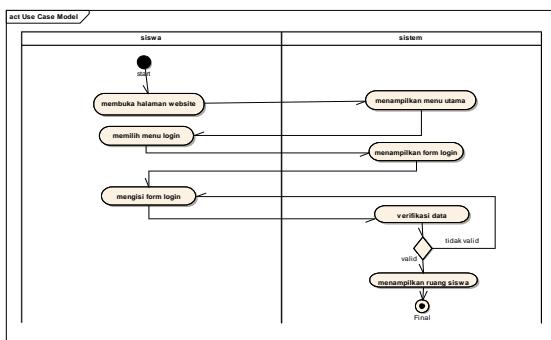 act Use Case Model
siswa
sistem
start
membuka halaman website
menampilkan menu utama
memilih menu login
menampilkan form login
mengisi form login
verifikasi data
tidak valid
valid
menampilkan ruang siswa
Final